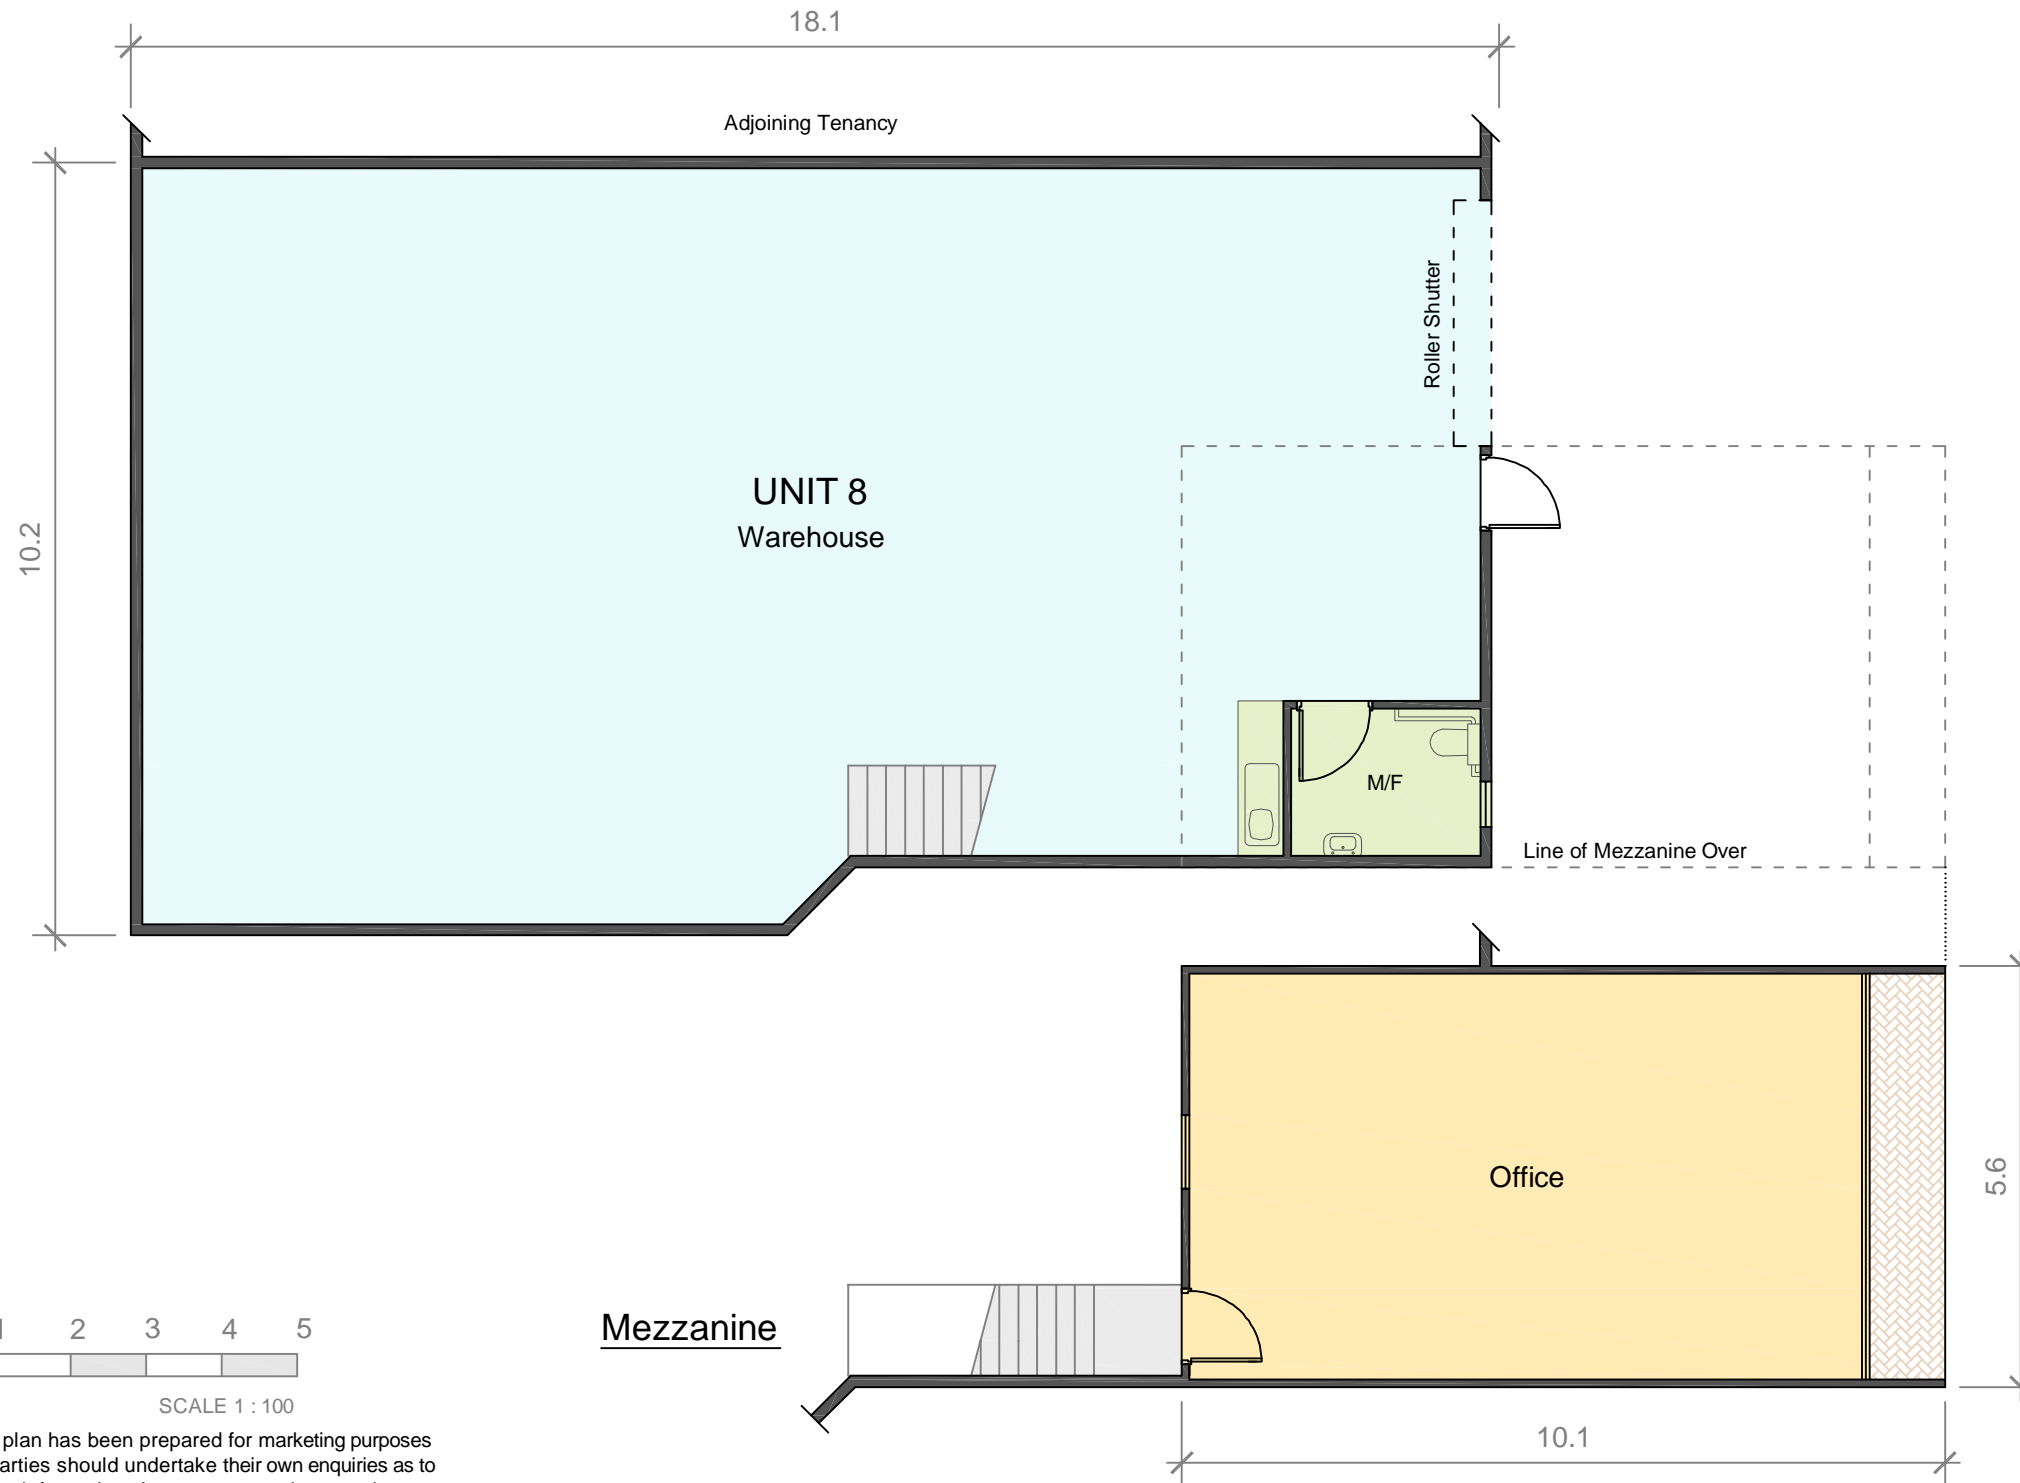 18.1
Adjoining Tenancy
Roller Shutter
10.2
UNIT 8
Warehouse
M/F
Line of Mezzanine Over
Office
5.6
Mezzanine
1 2 3 4 5
SCALE 1 : 100
10.1
plan has been prepared for marketing purposes
arties should undertake their own enquiries as to